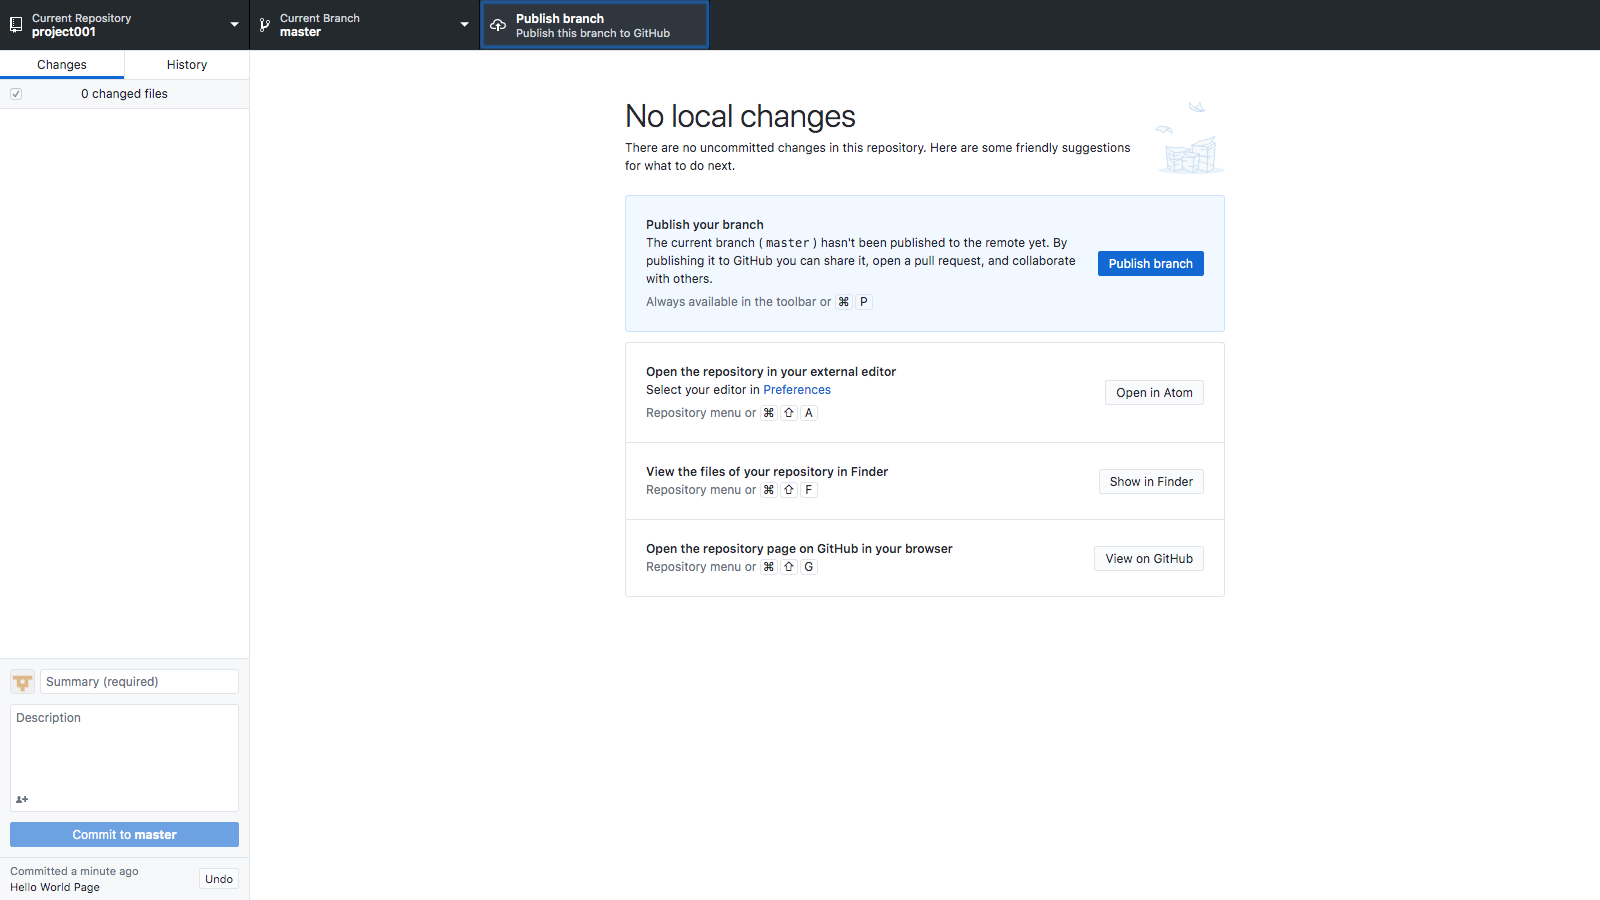 Current Repository
project001
Current Branch
master
Publish branch
Publish this branch to GitHub
Changes
History
0 changed files
No local changes
There are no uncommitted changes in this repository. Here are some friendly suggestions
for what to do next.
Publish your branch
The current branch (master) hasn't been published to the remote yet. By
publishing it to GitHub you can share it, open a pull request, and collaborate
with others.
Always available in the toolbar or ⌘ P
Publish branch
Open the repository in your external editor
Select your editor in Preferences
Repository menu or ⌘ ⇧ A
Open in Atom
View the files of your repository in Finder
Repository menu or ⌘ ⇧ F
Show in Finder
Open the repository page on GitHub in your browser
Repository menu or ⌘ ⇧ G
View on GitHub
Summary (required)
Description
Commit to master
Committed a minute ago
Hello World Page
Undo